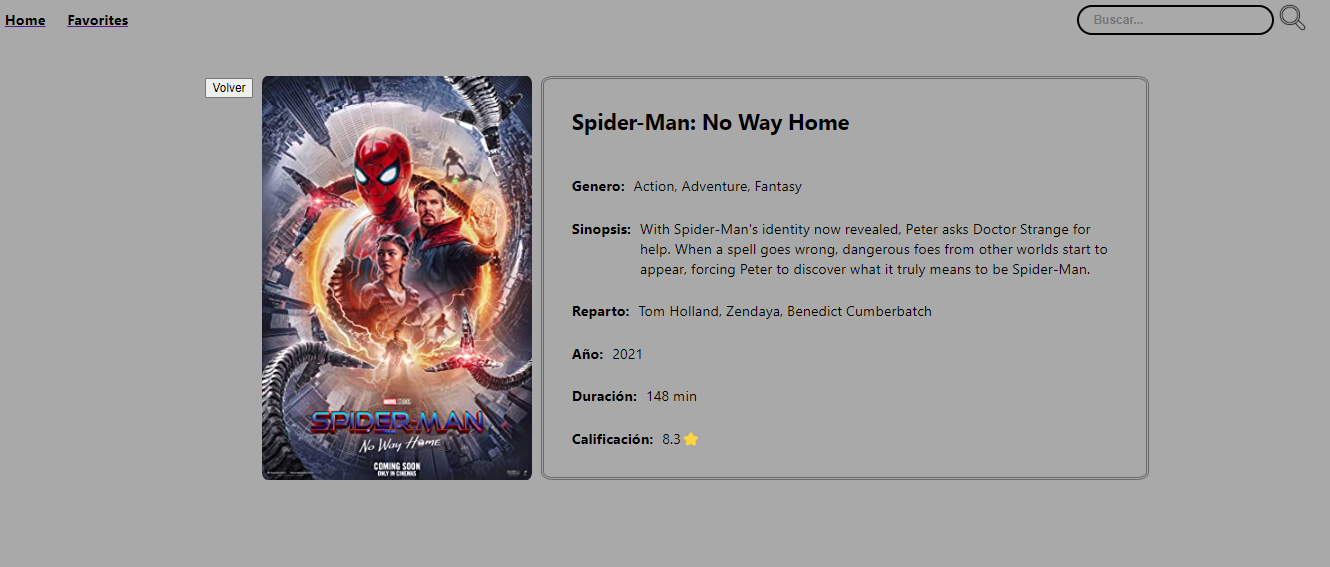 Home Favorites Buscar...
Volver
MARVEL STUDIOS
SPIDER-MAN
No Way Home
COMING SOON
ONLY IN CINEMAS
Spider-Man: No Way Home
Genero: Action, Adventure, Fantasy
Sinopsis: With Spider-Man's identity now revealed, Peter asks Doctor Strange for
help. When a spell goes wrong, dangerous foes from other worlds start to
appear, forcing Peter to discover what it truly means to be Spider-Man.
Reparto: Tom Holland, Zendaya, Benedict Cumberbatch
Año: 2021
Duración: 148 min
Calificación: 8.3